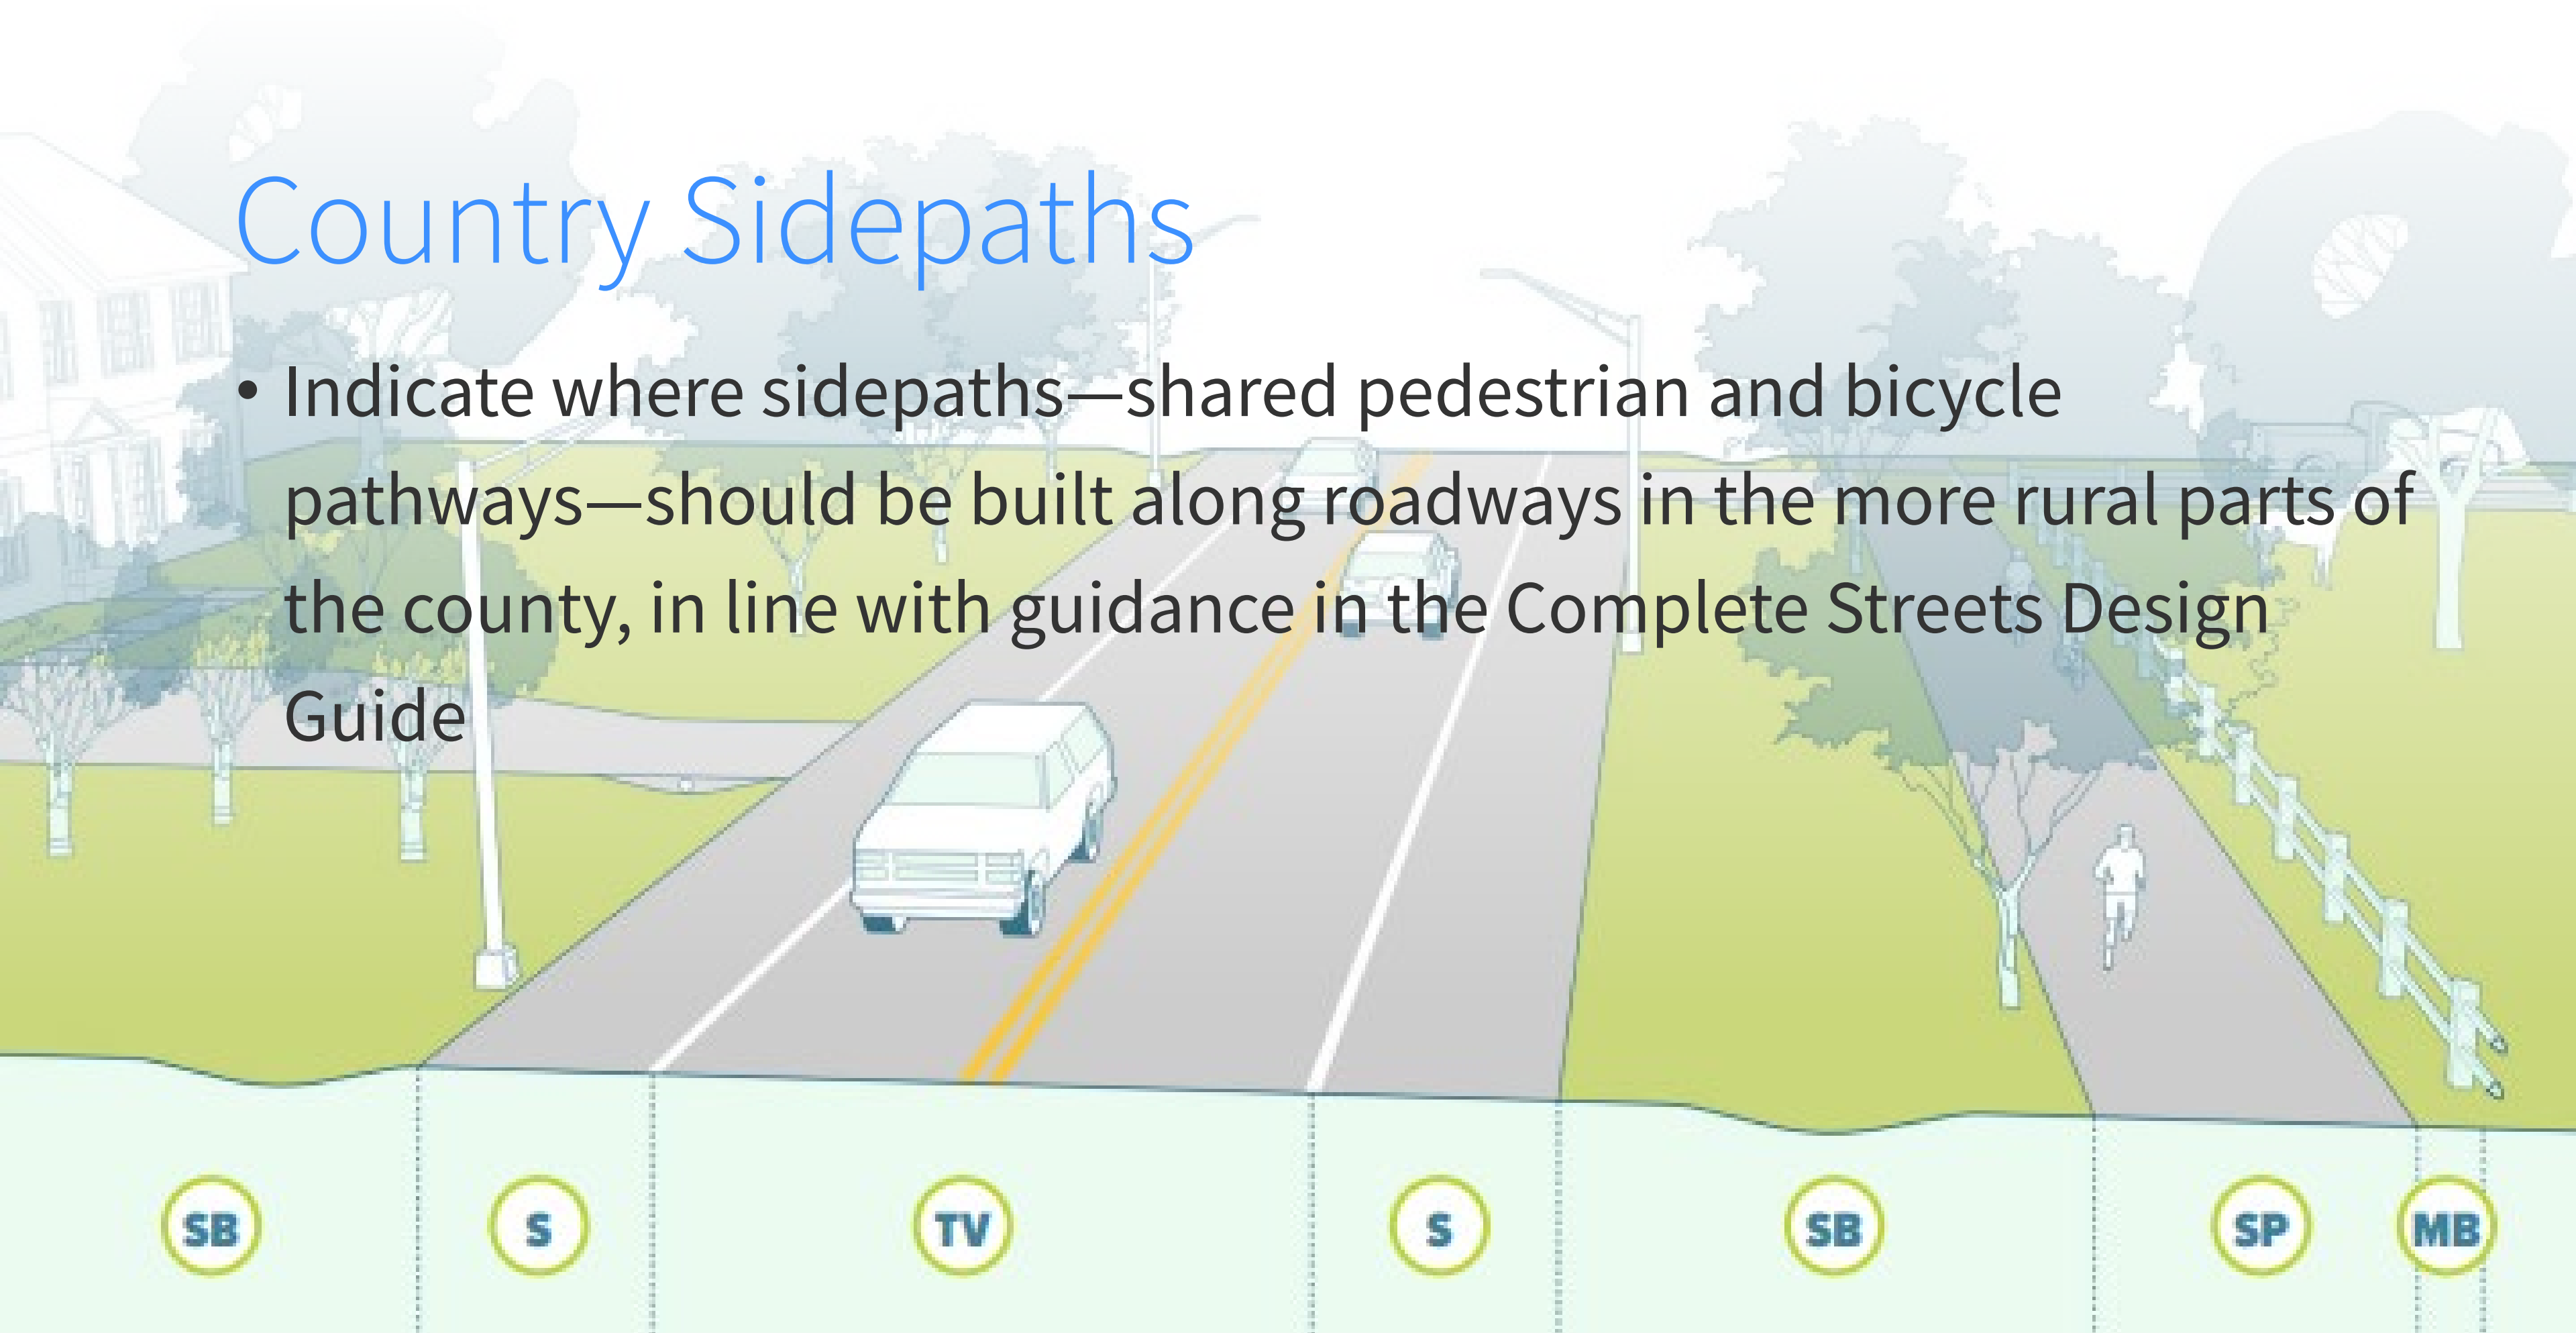 Country Sidepaths
• Indicate where sidepaths—shared pedestrian and bicycle
pathways—should be built along roadways in the more rural parts of
the county, in line with guidance in the Complete Streets Design
Guide
SB S TV S SB SP MB